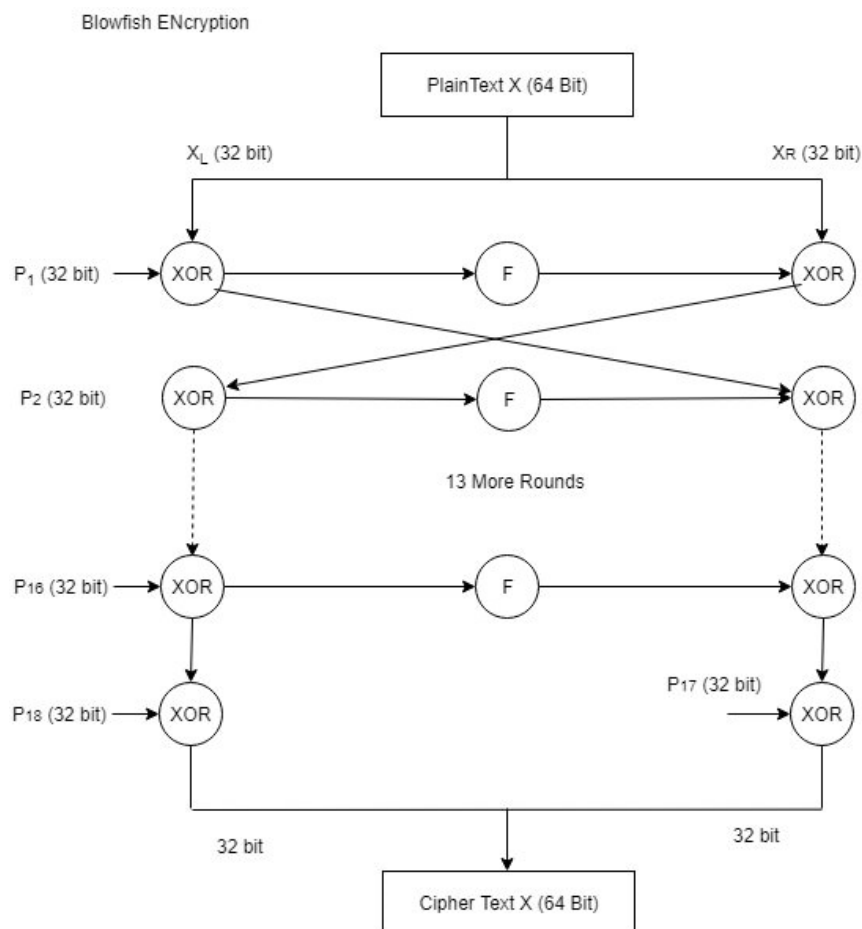 Blowfish ENcryption
PlainText X (64 Bit)
XL (32 bit)
XR (32 bit)
P1 (32 bit)
XOR
F
XOR
P2 (32 bit)
XOR
F
XOR
13 More Rounds
P16 (32 bit)
XOR
F
XOR
P18 (32 bit)
XOR
P17 (32 bit)
XOR
32 bit
32 bit
Cipher Text X (64 Bit)